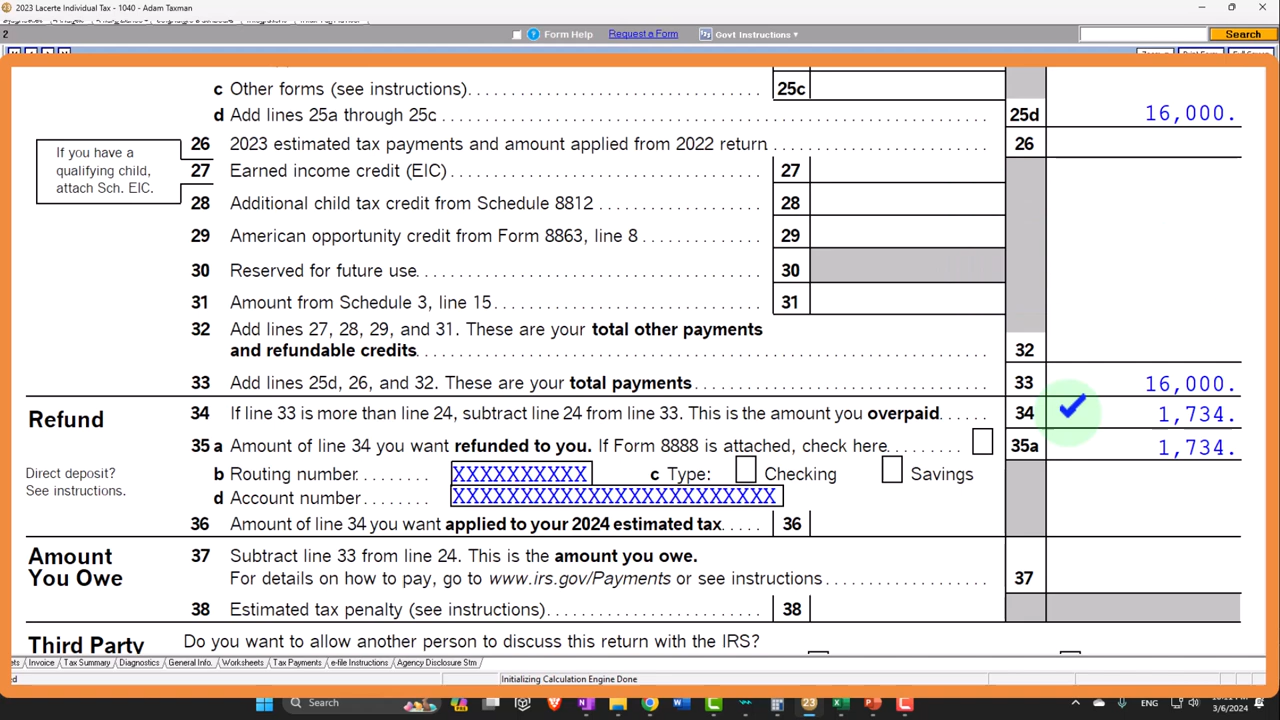 2023 Lacerte Individual Tax - 1040 - Adam Taxman
2
Form Help
Request a Form
Govt Instructions
Search
c Other forms (see instructions) 25c
d Add lines 25a through 25c 25d 16,000.
If you have a
qualifying child,
attach Sch. EIC.
26 2023 estimated tax payments and amount applied from 2022 return 26
27 Earned income credit (EIC) 27
28 Additional child tax credit from Schedule 8812 28
29 American opportunity credit from Form 8863, line 8 29
30 Reserved for future use 30
31 Amount from Schedule 3, line 15 31
32 Add lines 27, 28, 29, and 31. These are your total other payments
and refundable credits 32
33 Add lines 25d, 26, and 32. These are your total payments 33 16,000.
Refund
34 If line 33 is more than line 24, subtract line 24 from line 33. This is the amount you overpaid 34 1,734.
35a Amount of line 34 you want refunded to you. If Form 8888 is attached, check here 35a 1,734.
Direct deposit?
See instructions.
b Routing number XXXXXXXXXX c Type: Checking Savings
d Account number XXXXXXXXXXXXXXXXXXXXXXXX
36 Amount of line 34 you want applied to your 2024 estimated tax 36
Amount
You Owe
37 Subtract line 33 from line 24. This is the amount you owe.
For details on how to pay, go to www.irs.gov/Payments or see instructions 37
38 Estimated tax penalty (see instructions) 38
Third Party
Do you want to allow another person to discuss this return with the IRS?
Invoice Tax Summary Diagnostics General Info. Worksheets Tax Payments e-file Instructions Agency Disclosure Stm
Initializing Calculation Engine Done
Search
23
ENG
3/6/2024